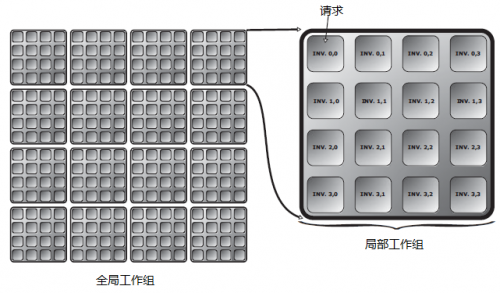 请求
INV. 0,0 INV. 0,1 INV. 0,2 INV. 0,3
INV. 1,0 INV. 1,1 INV. 1,2 INV. 1,3
INV. 2,0 INV. 2,1 INV. 2,2 INV. 2,3
INV. 3,0 INV. 3,1 INV. 3,2 INV. 3,3
局部工作组
全局工作组